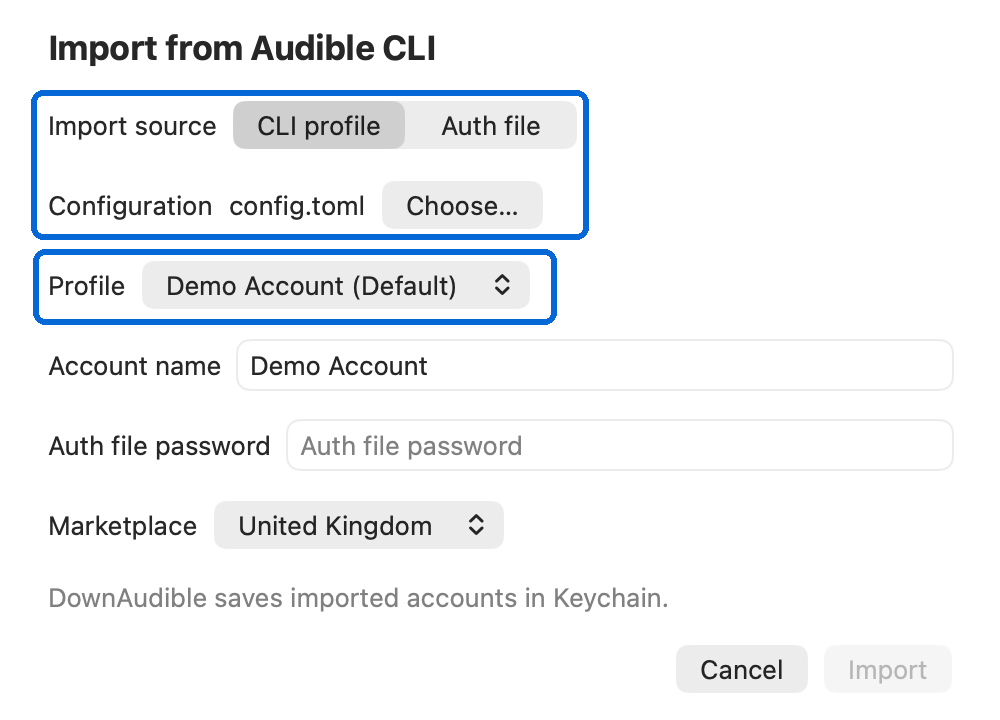 Import from Audible CLI
Import source CLI profile Auth file
Configuration config.toml Choose...
Profile Demo Account (Default)
Account name Demo Account
Auth file password Auth file password
Marketplace United Kingdom
DownAudible saves imported accounts in Keychain.
Cancel Import